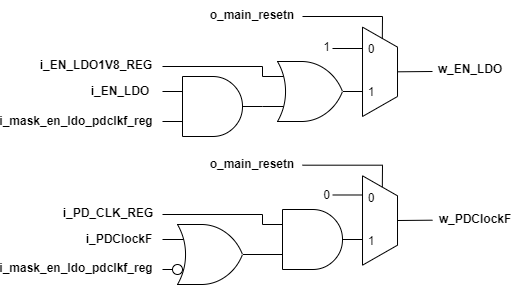 o_main_resetn
1
0
i_EN_LDO1V8_REG
w_EN_LDO
i_EN_LDO
1
i_mask_en_ldo_pdclkf_reg
o_main_resetn
0
0
i_PD_CLK_REG
w_PDClockF
i_PDClockF
1
i_mask_en_ldo_pdclkf_reg